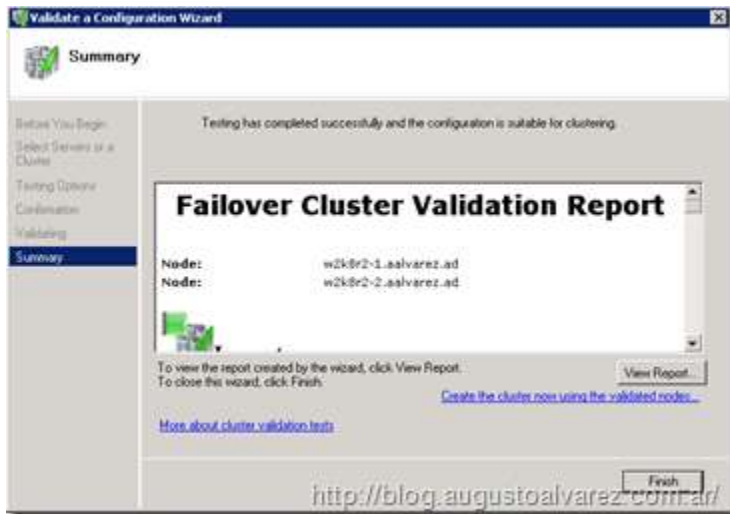 Validate a Configuration Wizard
Summary
Before You Begin
Select Servers or a
Cluster
Testing Options
Confirmation
Validating
Summary
Testing has completed successfully and the configuration is suitable for clustering.
Failover Cluster Validation Report
Node: w2k8r2-1.aalvarez.ad
Node: w2k8r2-2.aalvarez.ad
To view the report created by the wizard, click View Report.
To close this wizard, click Finish.
View Report...
Create the cluster now using the validated nodes...
More about cluster validation tests
Finish
http://blog.augustoalvarez.com.ar/